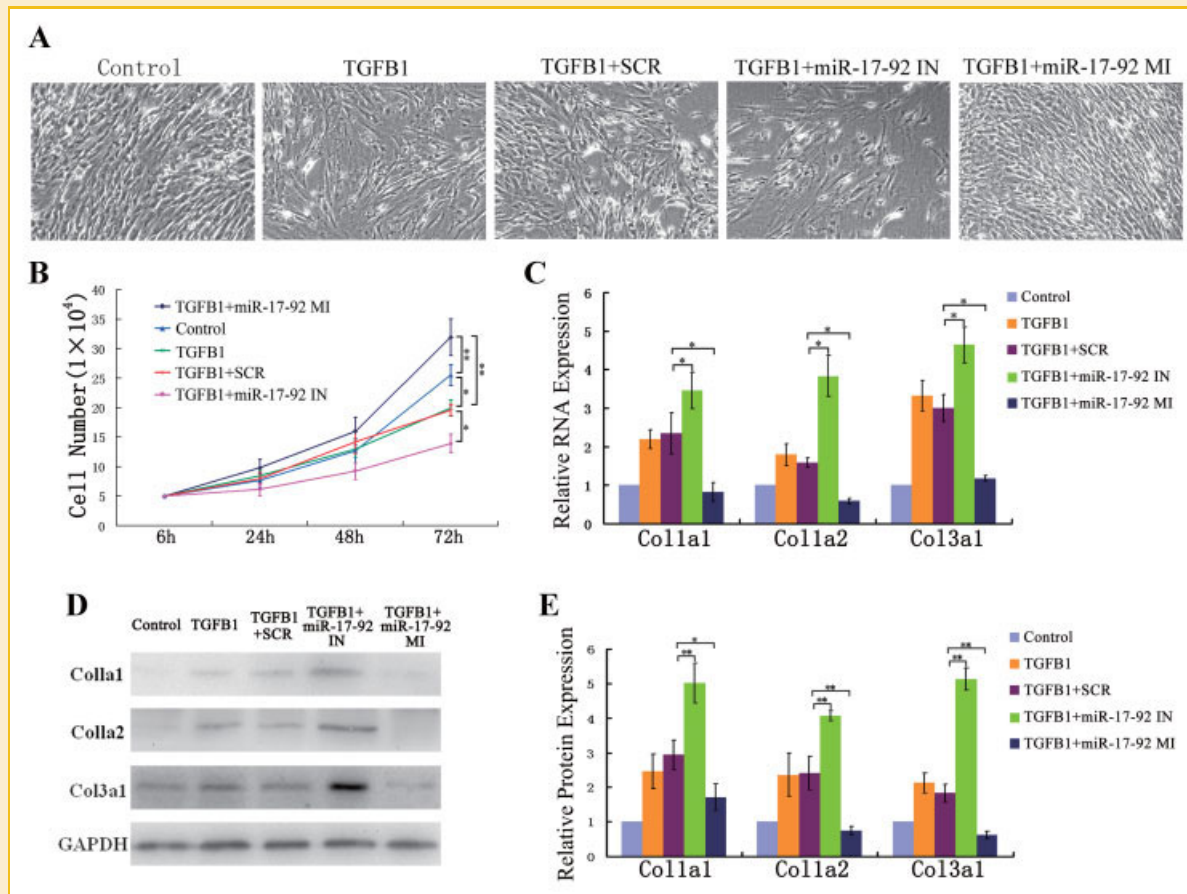 A
Control TGFB1 TGFB1+SCR TGFB1+miR-17-92 IN TGFB1+miR-17-92 MI
B
Cell Number(1×10⁴)
40
35
30
25
20
15
10
5
TGFB1+miR-17-92 MI
Control
TGFB1
TGFB1+SCR
TGFB1+miR-17-92 IN
**
**
*
*
6h 24h 48h 72h
C
Relative RNA Expression
6
5
4
3
2
1
0
* *
* *
* *
Control
TGFB1
TGFB1+SCR
TGFB1+miR-17-92 IN
TGFB1+miR-17-92 MI
Col1a1 Col1a2 Col3a1
D
Control TGFB1 TGFB1 +SCR TGFB1+ miR-17-92 IN TGFB1+ miR-17-92 MI
Col1a1
Col1a2
Col3a1
GAPDH
E
Relative Protein Expression
6
5
4
3
2
1
0
* **
** **
** **
Control
TGFB1
TGFB1+SCR
TGFB1+miR-17-92 IN
TGFB1+miR-17-92 MI
Col1a1 Col1a2 Col3a1